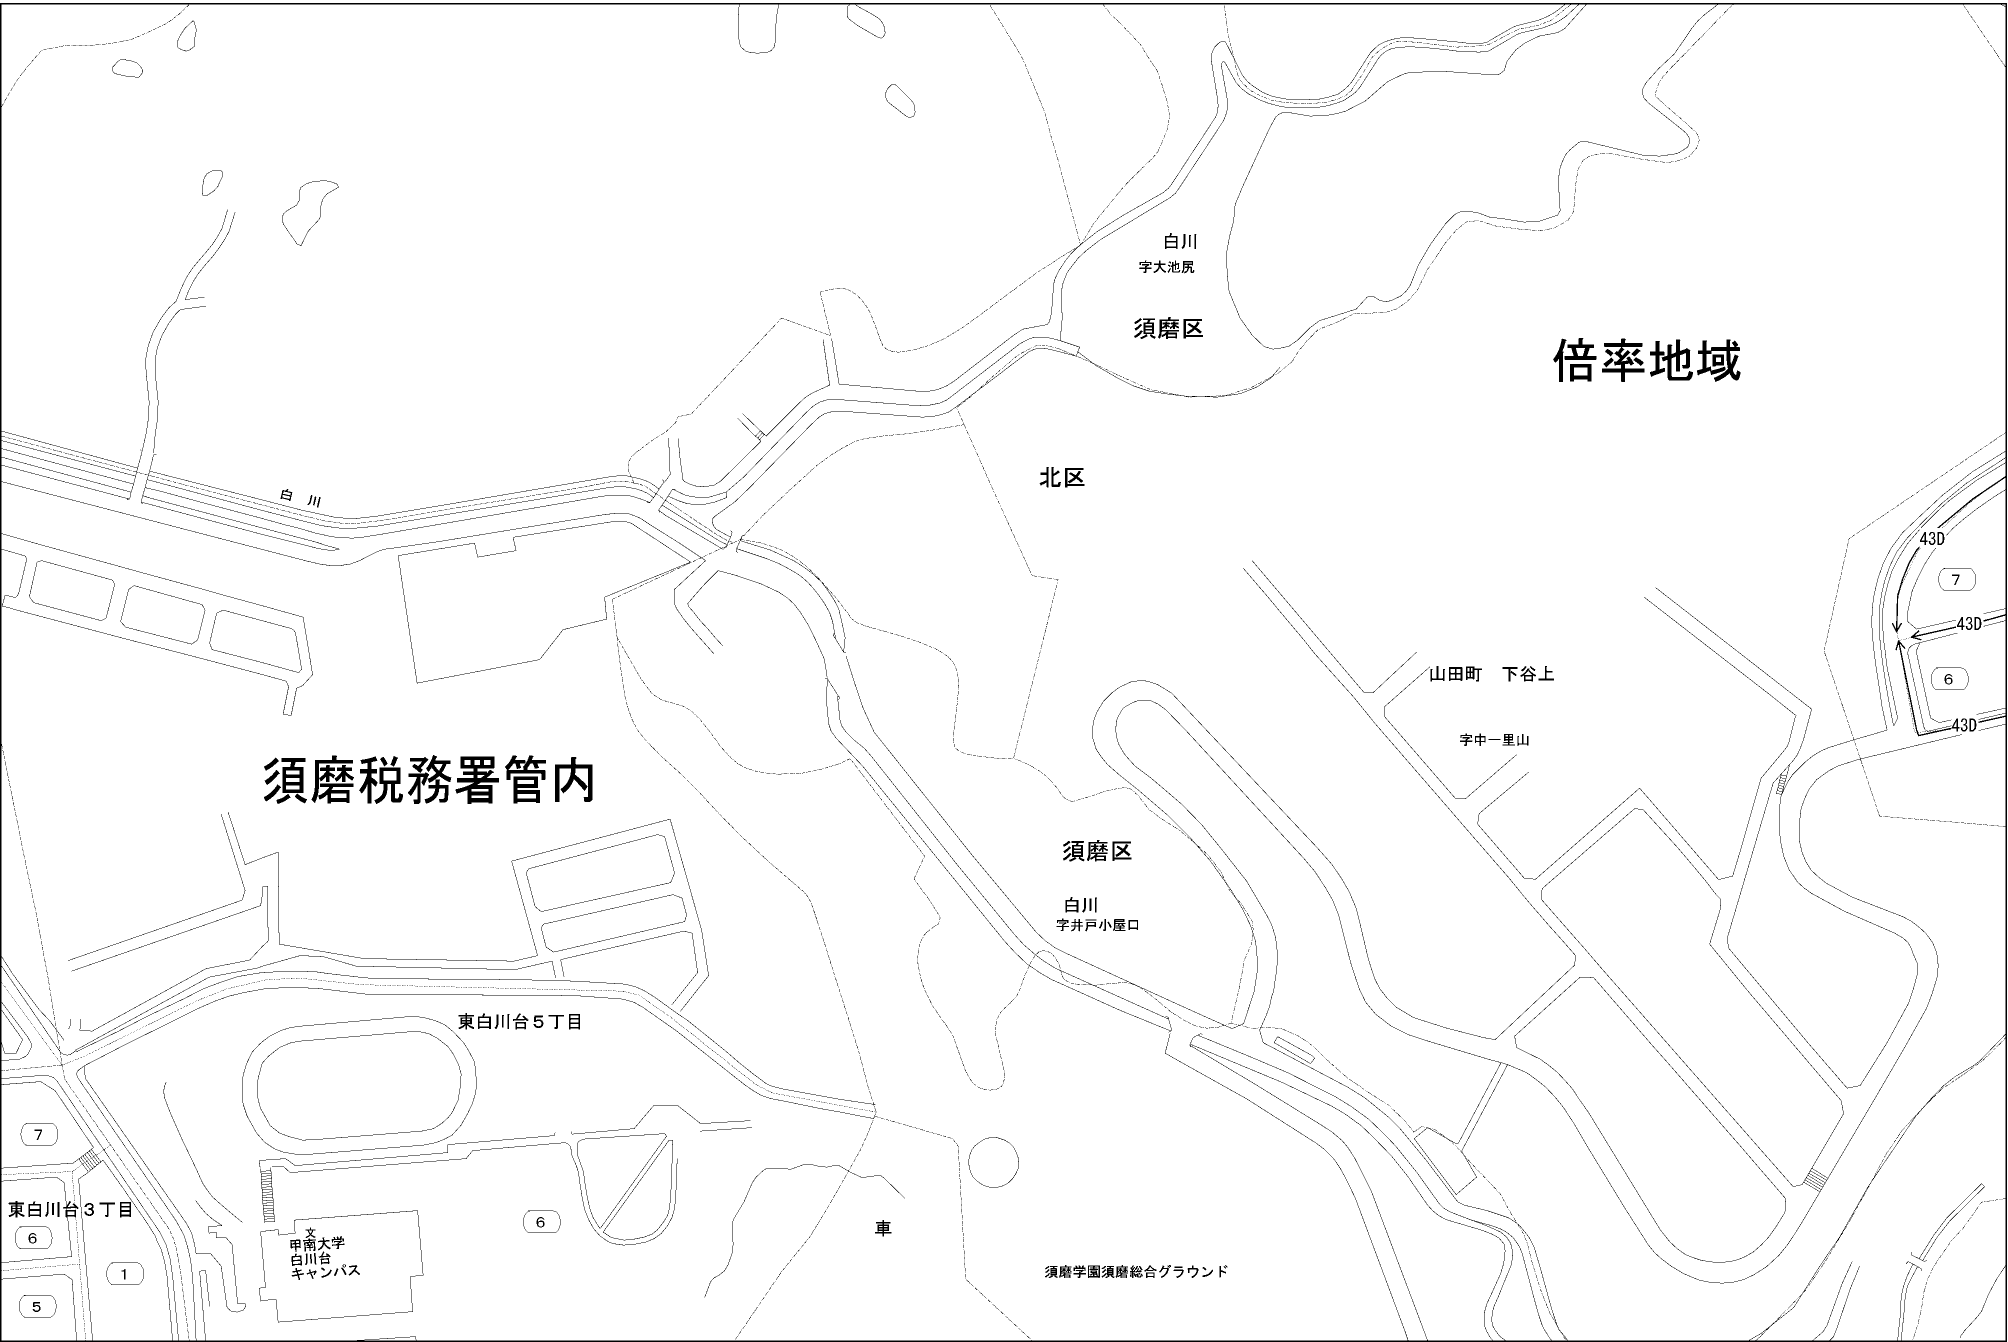 白川
字大池尻
須磨区
倍率地域
北区
白川
43D
7
43D
山田町　下谷上
6
43D
字中一里山
須磨税務署管内
須磨区
白川
字井戸小屋口
東白川台５丁目
7
東白川台３丁目
6
6
車
文
甲南大学
白川台
キャンパス
1
須磨学園須磨総合グラウンド
5